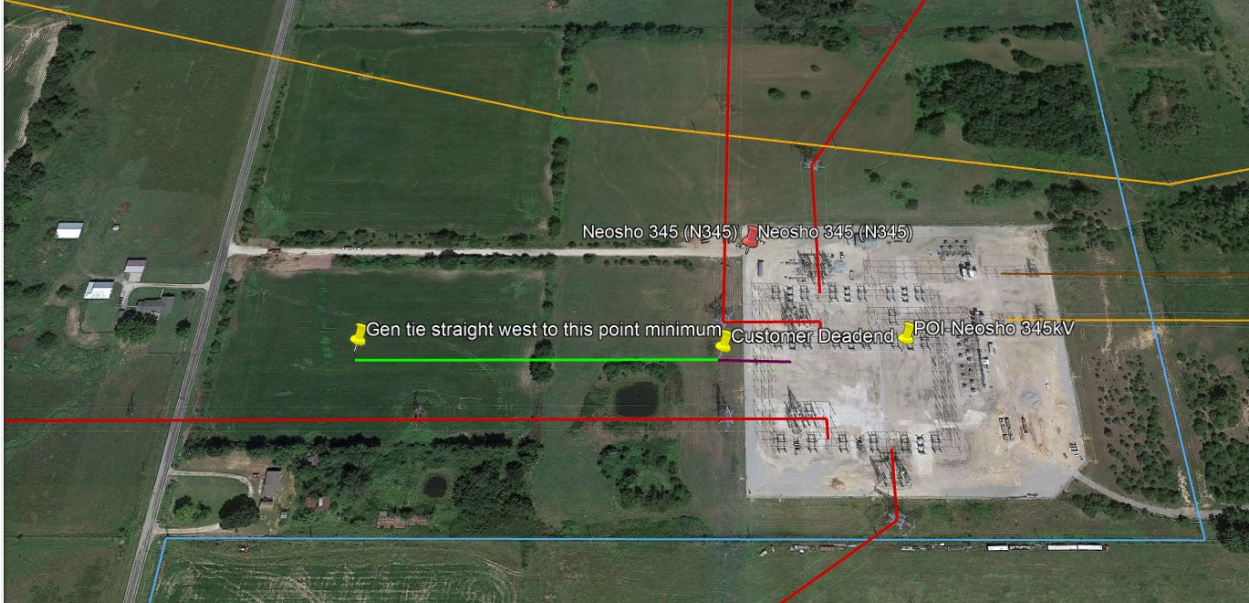 Neosho 345 (N345)
Neosho 345 (N345)
Gen tie straight west to this point minimum
Customer Deadend
POI-Neosho 345kV